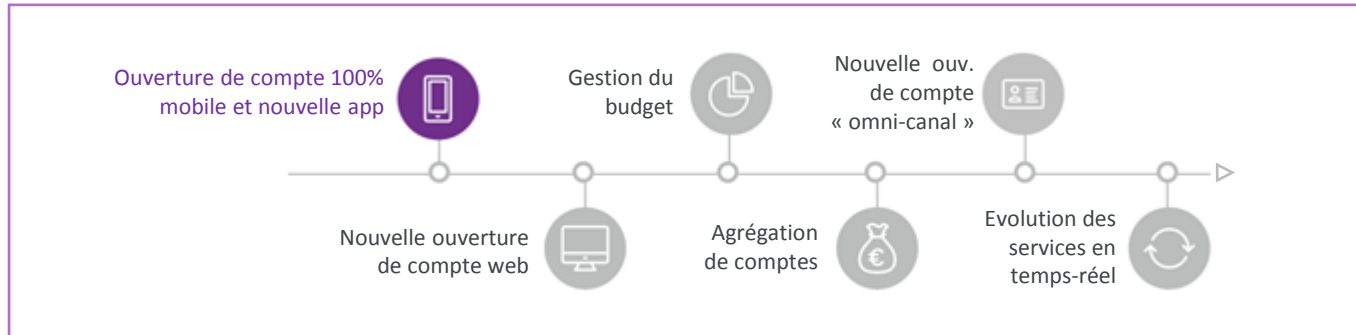 Ouverture de compte 100%
mobile et nouvelle app
Nouvelle ouverture
de compte web
Gestion du
budget
Agrégation
de comptes
€
Nouvelle ouv.
de compte
« omni-canal »
Evolution des
services en
temps-réel